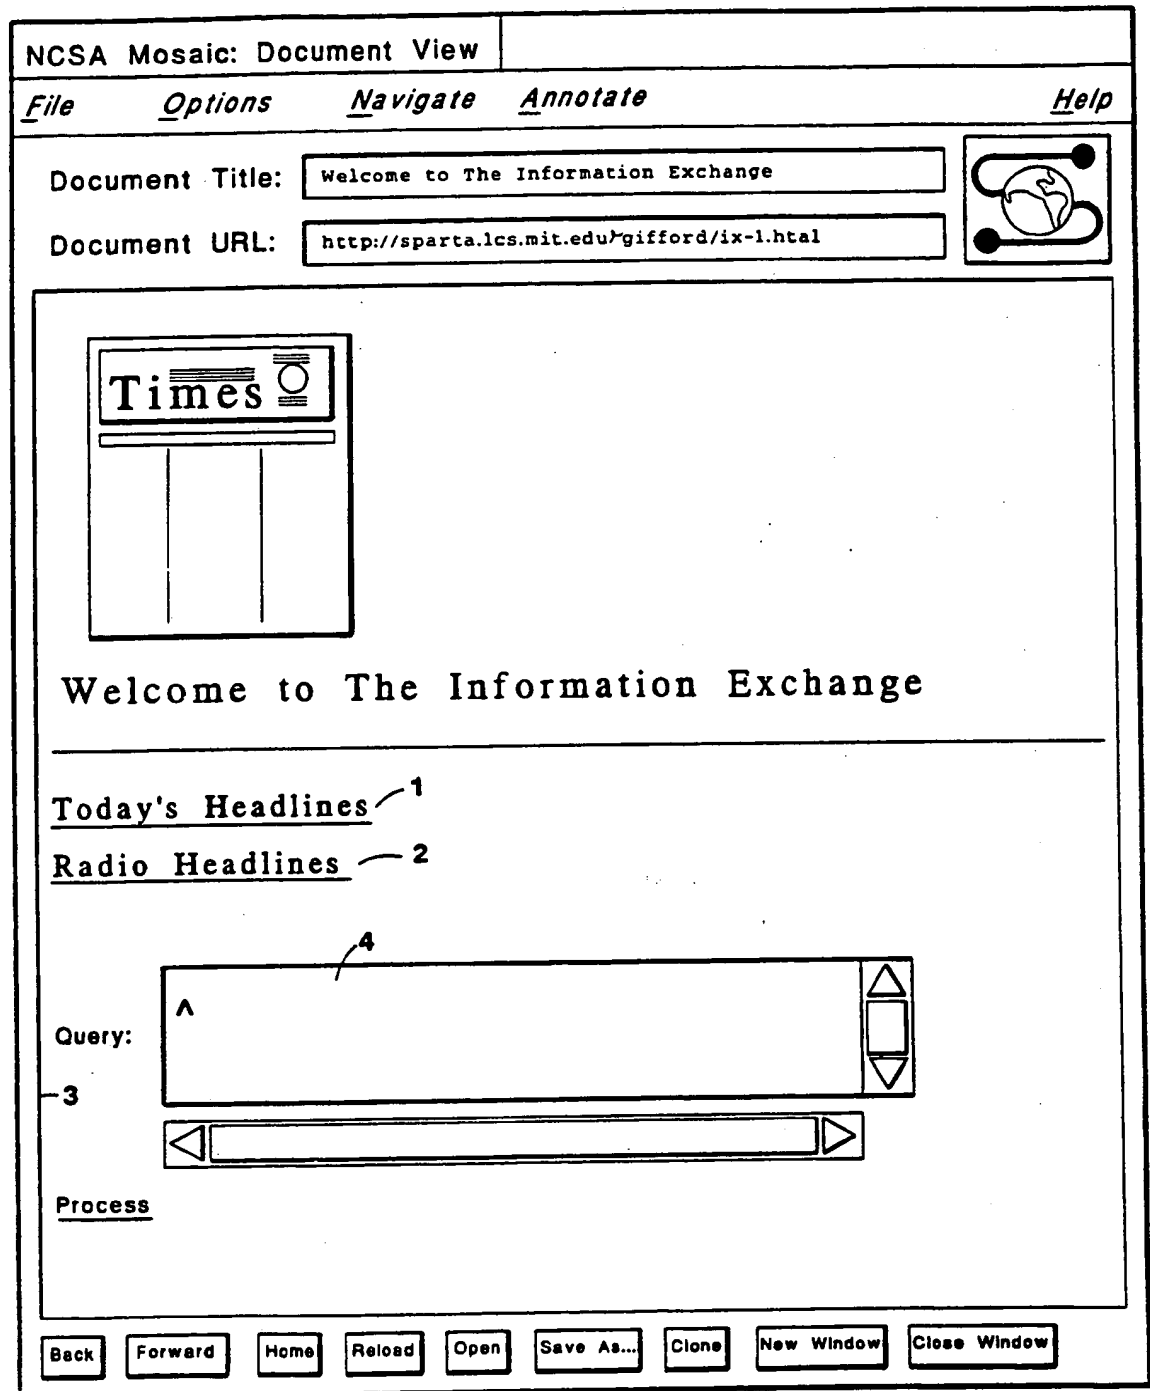 NCSA Mosaic: Document View
File Options Navigate Annotate Help
Document Title: Welcome to The Information Exchange
Document URL: http://sparta.lcs.mit.edu/~gifford/ix-1.htal
Times
Welcome to The Information Exchange
Today's Headlines 1
Radio Headlines 2
4
^
Query:
3
Process
Back Forward Home Reload Open Save As... Clone New Window Close Window